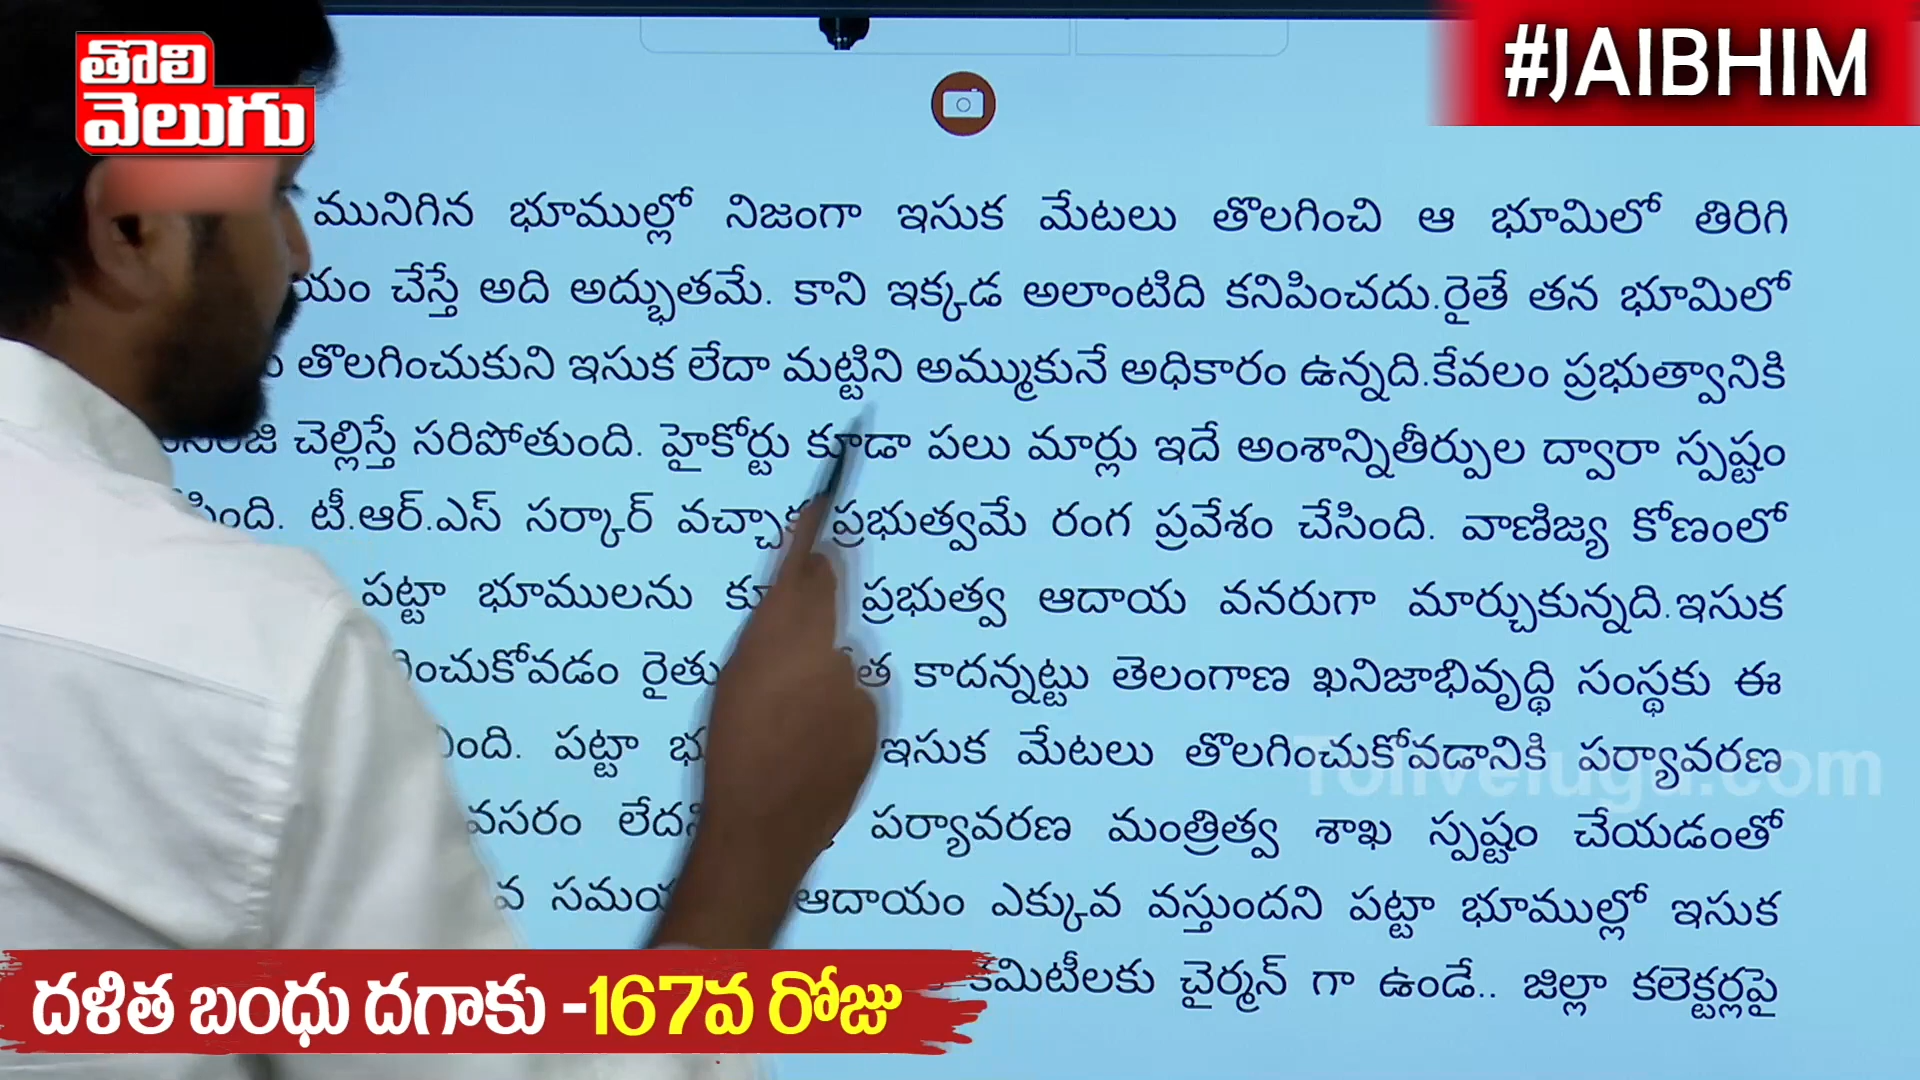 తొలి
వెలుగు
#JAIBHIM
మునిగిన భూముల్లో నిజంగా ఇసుక మేటలు తొలగించి ఆ భూమిలో తిరిగి
చేస్తే అది అద్భుతమే. కాని ఇక్కడ అలాంటిది కనిపించదు.రైతే తన భూమిలో
తొలగించుకుని ఇసుక లేదా మట్టిని అమ్ముకునే అధికారం ఉన్నది.కేవలం ప్రభుత్వానికి
చెల్లిస్తే సరిపోతుంది. హైకోర్టు కూడా పలు మార్లు ఇదే అంశాన్నితీర్పుల ద్వారా స్పష్టం
టీ.ఆర్.ఎస్ సర్కార్ వచ్చాక ప్రభుత్వమే రంగ ప్రవేశం చేసింది. వాణిజ్య కోణంలో
పట్టా భూములను ప్రభుత్వ ఆదాయ వనరుగా మార్చుకున్నది.ఇసుక
కాదన్నట్టు తెలంగాణ ఖనిజాభివృద్ధి సంస్థకు ఈ
పట్టా ఇసుక మేటలు తొలగించుకోవడానికి పర్యావరణ
Tolivelugu.com
పర్యావరణ మంత్రిత్వ శాఖ స్పష్టం చేయడంతో
ఆదాయం ఎక్కువ వస్తుందని పట్టా భూముల్లో ఇసుక
కమిటీలకు చైర్మన్ గా ఉండే.. జిల్లా కలెక్టర్లపై
దళిత బంధు దగాకు -167వ రోజు